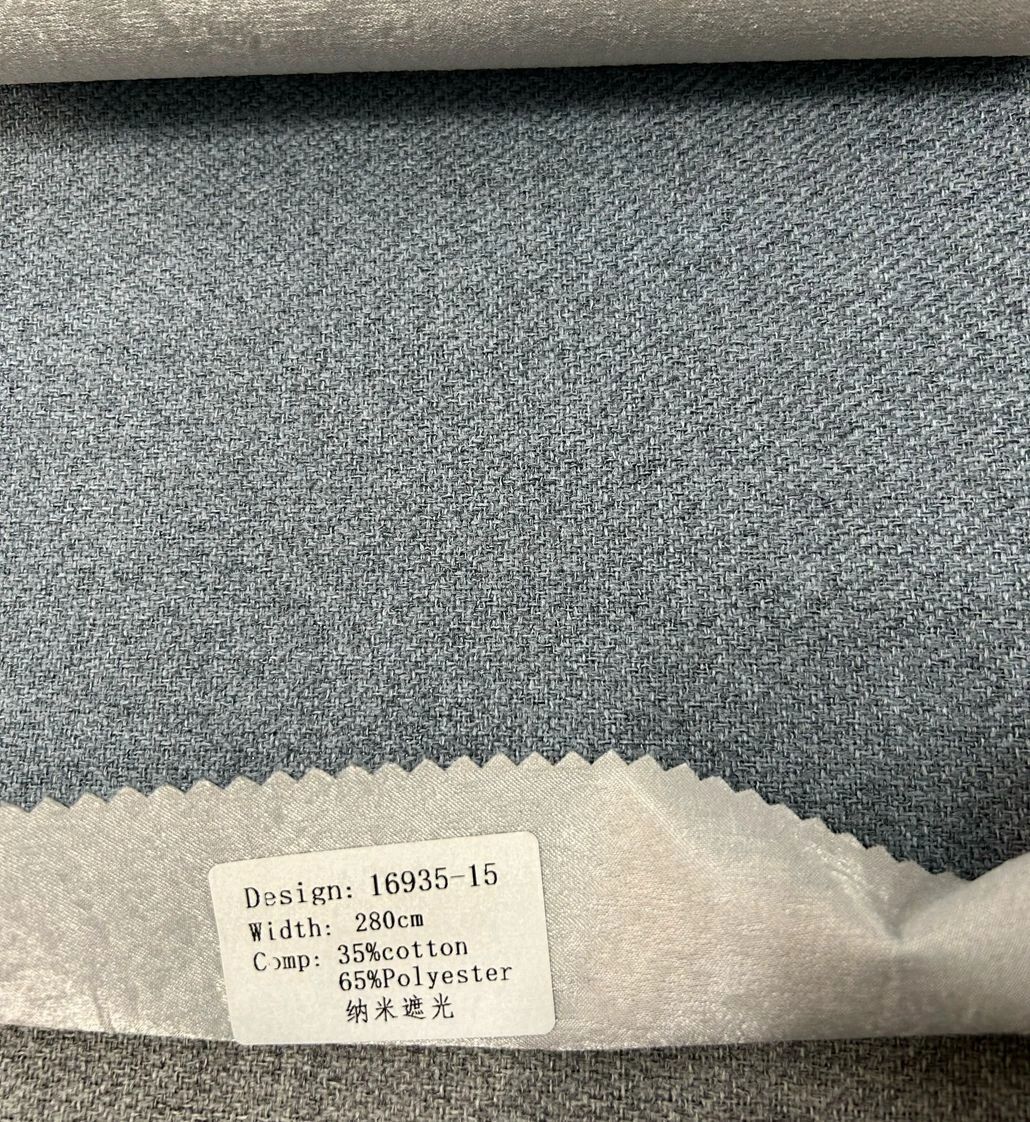 Design: 16935-15
Width: 280cm
Comp: 35%cotton
65%Polyester
纳米遮光